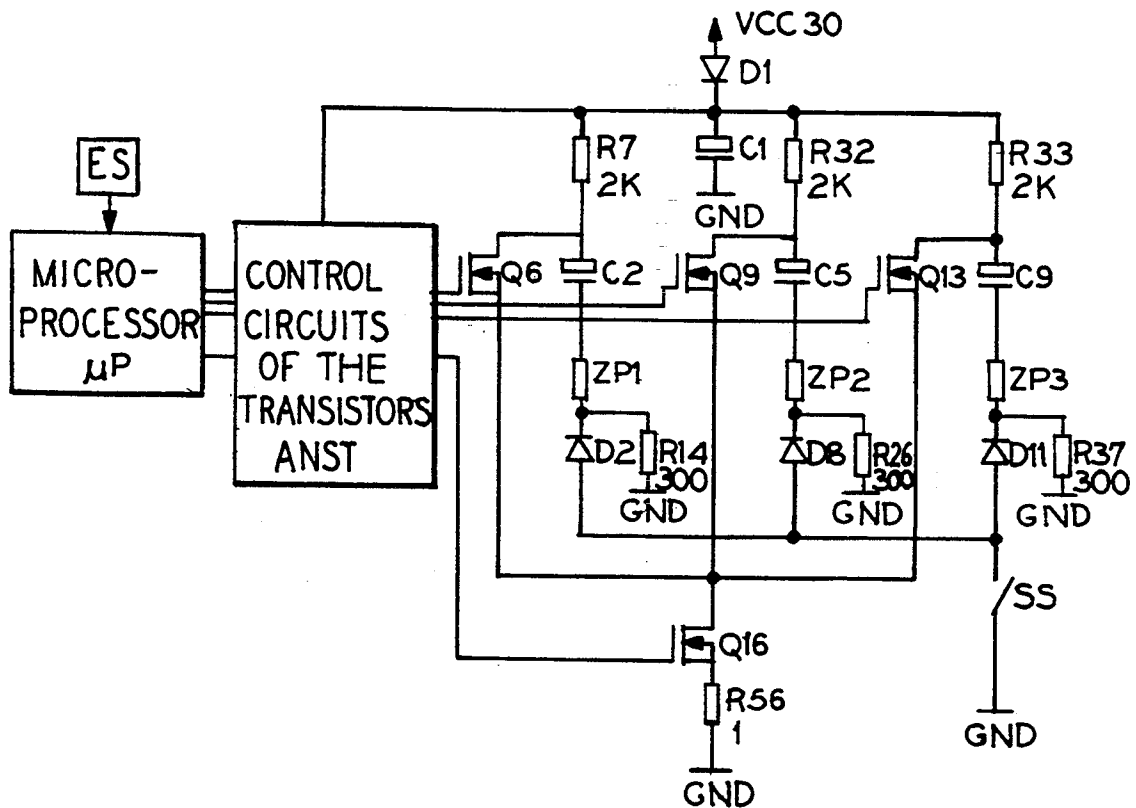 VCC 30
D1
R7
2K
C1
GND
R32
2K
R33
2K
ES
MICRO-
PROCESSOR
µP
CONTROL
CIRCUITS
OF THE
TRANSISTORS
ANST
Q6
C2
Q9
C5
Q13
C9
ZP1
ZP2
ZP3
D2
R14
300
GND
D8
R26
300
GND
D11
R37
300
GND
SS
Q16
R56
1
GND
GND